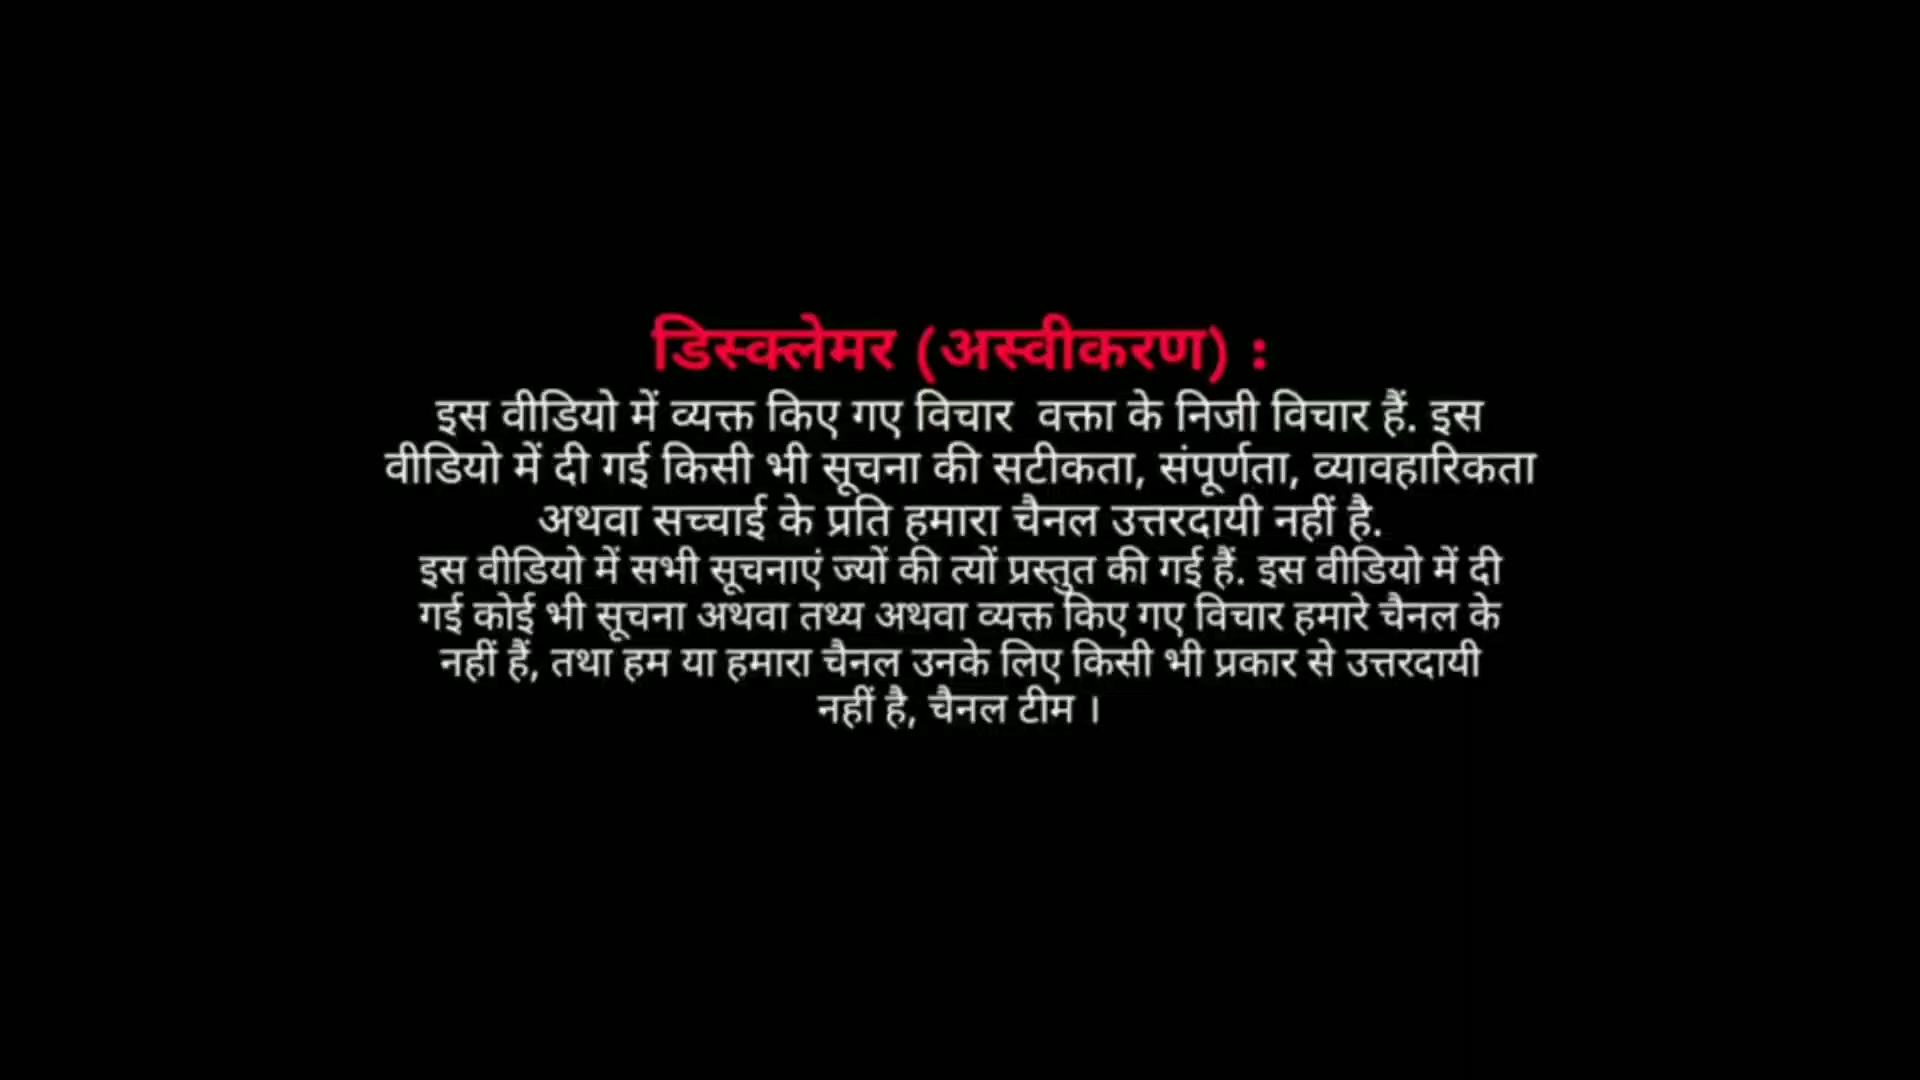 डिस्क्लेमर (अस्वीकरण) :
इस वीडियो में व्यक्त किए गए विचार वक्ता के निजी विचार हैं. इस
वीडियो में दी गई किसी भी सूचना की सटीकता, संपूर्णता, व्यावहारिकता
अथवा सच्चाई के प्रति हमारा चैनल उत्तरदायी नहीं है.
इस वीडियो में सभी सूचनाएं ज्यों की त्यों प्रस्तुत की गई हैं. इस वीडियो में दी
गई कोई भी सूचना अथवा तथ्य अथवा व्यक्त किए गए विचार हमारे चैनल के
नहीं हैं, तथा हम या हमारा चैनल उनके लिए किसी भी प्रकार से उत्तरदायी
नहीं है, चैनल टीम ।